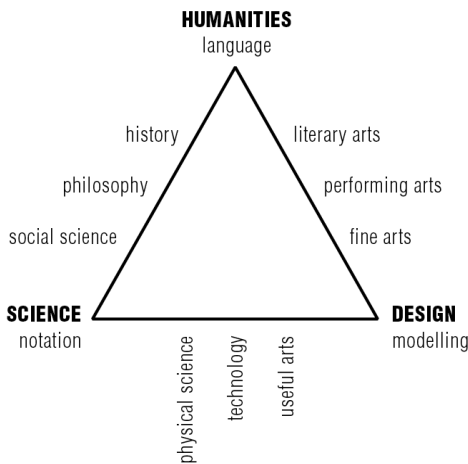 HUMANITIES
language
history
literary arts
philosophy
performing arts
social science
fine arts
SCIENCE
notation
DESIGN
modelling
physical science
technology
useful arts